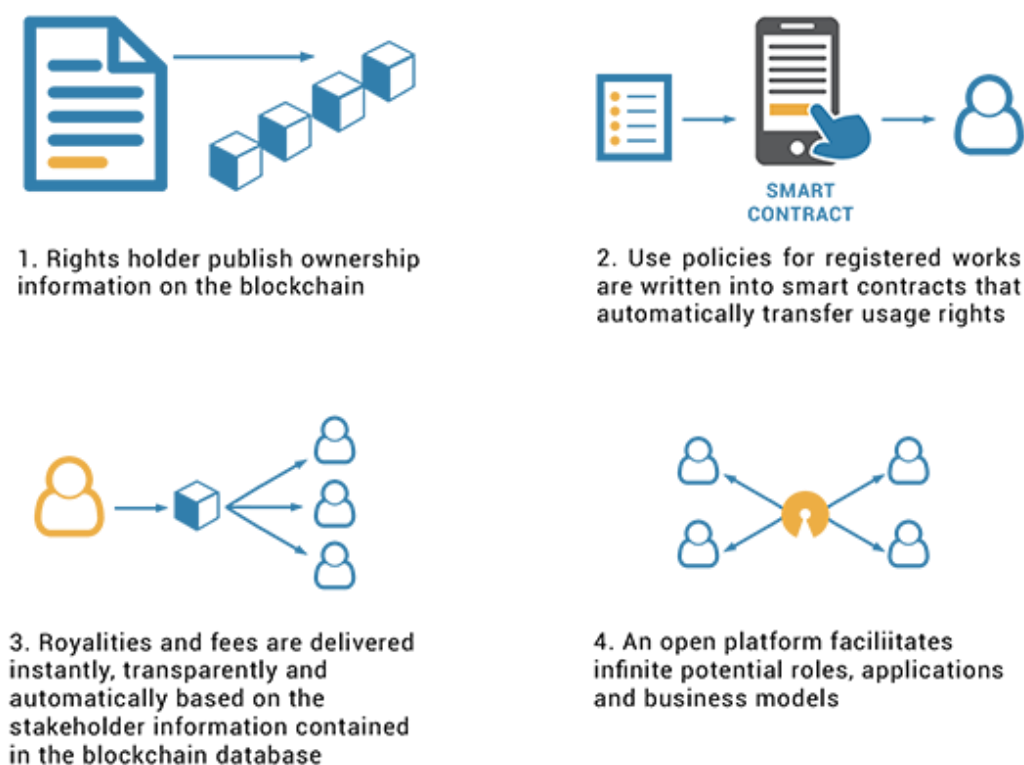 SMART
CONTRACT
1. Rights holder publish ownership
information on the blockchain
2. Use policies for registered works
are written into smart contracts that
automatically transfer usage rights
3. Royalities and fees are delivered
instantly, transparently and
automatically based on the
stakeholder information contained
in the blockchain database
4. An open platform faciliitates
infinite potential roles, applications
and business models